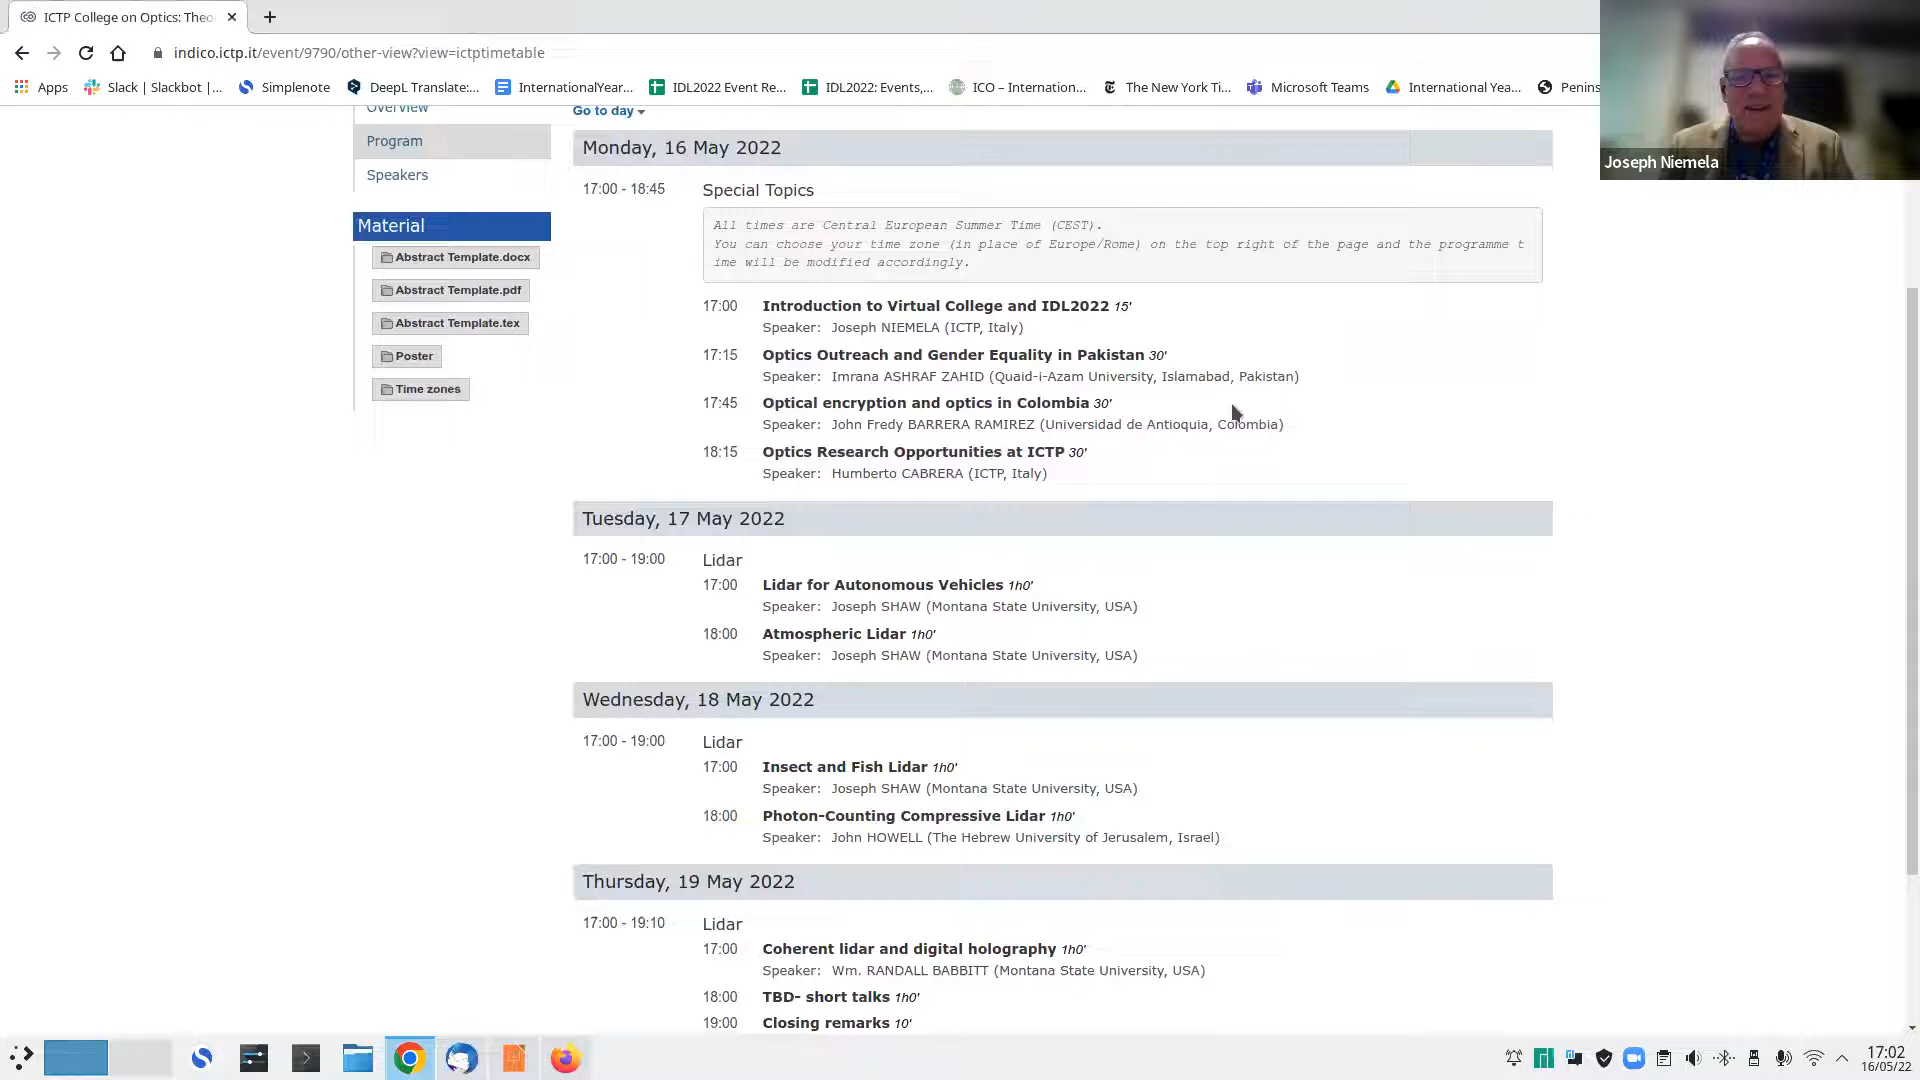 ICTP College on Optics: Theo
indico.ictp.it/event/9790/other-view?view=ictptimetable
Apps Slack | Slackbot |... Simplenote DeepL Translate:... InternationalYear... IDL2022 Event Re... IDL2022: Events,... ICO – Internation... The New York Ti... Microsoft Teams International Yea... Penins
Joseph Niemela
Overview
Program
Speakers
Material
Abstract Template.docx
Abstract Template.pdf
Abstract Template.tex
Poster
Time zones
Go to day
Monday, 16 May 2022
17:00 - 18:45 Special Topics
All times are Central European Summer Time (CEST).
You can choose your time zone (in place of Europe/Rome) on the top right of the page and the programme t
ime will be modified accordingly.
17:00 Introduction to Virtual College and IDL2022 15'
Speaker: Joseph NIEMELA (ICTP, Italy)
17:15 Optics Outreach and Gender Equality in Pakistan 30'
Speaker: Imrana ASHRAF ZAHID (Quaid-i-Azam University, Islamabad, Pakistan)
17:45 Optical encryption and optics in Colombia 30'
Speaker: John Fredy BARRERA RAMIREZ (Universidad de Antioquia, Colombia)
18:15 Optics Research Opportunities at ICTP 30'
Speaker: Humberto CABRERA (ICTP, Italy)
Tuesday, 17 May 2022
17:00 - 19:00 Lidar
17:00 Lidar for Autonomous Vehicles 1h0'
Speaker: Joseph SHAW (Montana State University, USA)
18:00 Atmospheric Lidar 1h0'
Speaker: Joseph SHAW (Montana State University, USA)
Wednesday, 18 May 2022
17:00 - 19:00 Lidar
17:00 Insect and Fish Lidar 1h0'
Speaker: Joseph SHAW (Montana State University, USA)
18:00 Photon-Counting Compressive Lidar 1h0'
Speaker: John HOWELL (The Hebrew University of Jerusalem, Israel)
Thursday, 19 May 2022
17:00 - 19:10 Lidar
17:00 Coherent lidar and digital holography 1h0'
Speaker: Wm. RANDALL BABBITT (Montana State University, USA)
18:00 TBD- short talks 1h0'
19:00 Closing remarks 10'
17:02
16/05/22